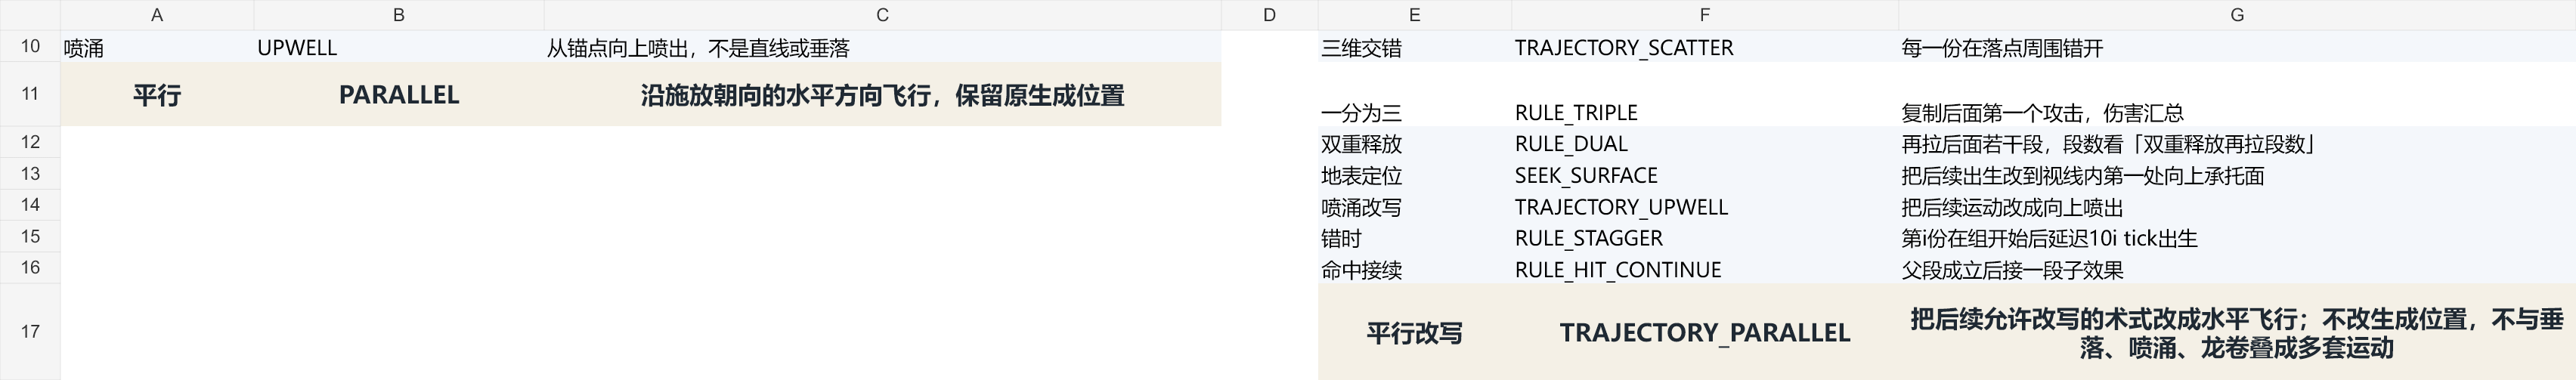 A B C D E F G
10 喷涌 UPWELL 从锚点向上喷出，不是直线或垂落 三维交错 TRAJECTORY_SCATTER 每一份在落点周围错开
11 平行 PARALLEL 沿施放朝向的水平方向飞行，保留原生成位置 一分为三 RULE_TRIPLE 复制后面第一个攻击，伤害汇总
12 双重释放 RULE_DUAL 再拉后面若干段，段数看「双重释放再拉段数」
13 地表定位 SEEK_SURFACE 把后续出生改到视线内第一处向上承托面
14 喷涌改写 TRAJECTORY_UPWELL 把后续运动改成向上喷出
15 错时 RULE_STAGGER 第i份在组开始后延迟10i tick出生
16 命中接续 RULE_HIT_CONTINUE 父段成立后接一段子效果
17 平行改写 TRAJECTORY_PARALLEL 把后续允许改写的术式改成水平飞行；不改生成位置，不与垂
落、喷涌、龙卷叠成多套运动